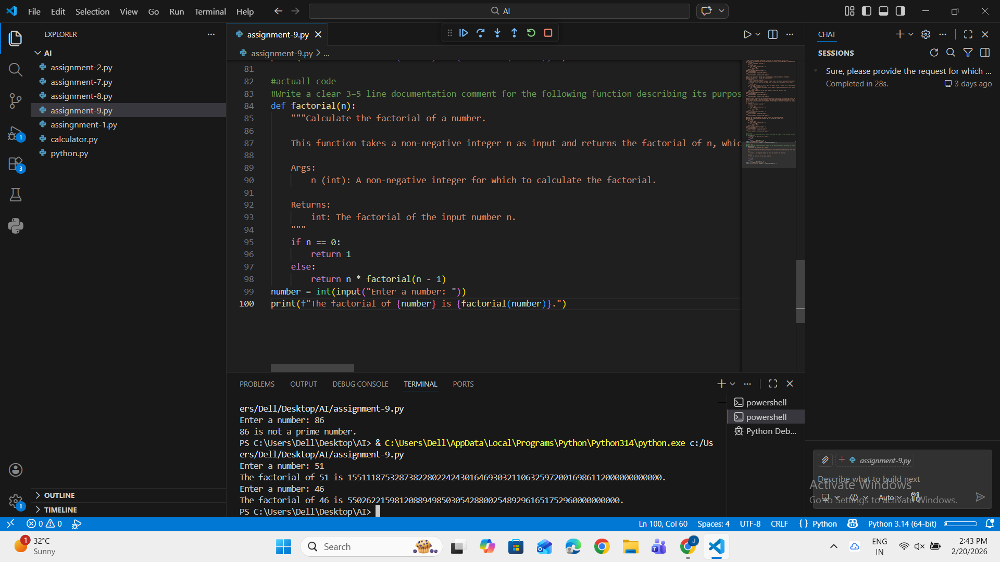 File Edit Selection View Go Run Terminal Help
AI
EXPLORER
AI
assignment-2.py
assignment-7.py
assignment-8.py
assignment-9.py
assingnment-1.py
calculator.py
python.py
OUTLINE
TIMELINE
1
3
1
assignment-9.py
assignment-9.py > ...
81
82 #actuall code
83 #Write a clear 3–5 line documentation comment for the following function describing its purpos
84 def factorial(n):
85 """Calculate the factorial of a number.
86
87 This function takes a non-negative integer n as input and returns the factorial of n, whic
88
89 Args:
90 n (int): A non-negative integer for which to calculate the factorial.
91
92 Returns:
93 int: The factorial of the input number n.
94 """
95 if n == 0:
96 return 1
97 else:
98 return n * factorial(n - 1)
99 number = int(input("Enter a number: "))
100 print(f"The factorial of {number} is {factorial(number)}.")
PROBLEMS OUTPUT DEBUG CONSOLE TERMINAL PORTS
ers/Dell/Desktop/AI/assignment-9.py
Enter a number: 86
86 is not a prime number.
PS C:\Users\Dell\Desktop\AI> & C:\Users\Dell\AppData\Local\Programs\Python\Python314\python.exe c:/Us
ers/Dell/Desktop/AI/assignment-9.py
Enter a number: 51
The factorial of 51 is 1551118753287382280224243016469303211063259720016986112000000000000.
Enter a number: 46
The factorial of 46 is 5502622159812088949850305428800254892961651752960000000000.
PS C:\Users\Dell\Desktop\AI>
powershell
powershell
Python Deb...
CHAT
SESSIONS
Sure, please provide the request for which ...
Completed in 28s. 3 days ago
assignment-9.py
Describe what to build next
Auto
Activate Windows
Go to Settings to activate Windows.
0 0
Ln 100, Col 60 Spaces: 4 UTF-8 CRLF { } Python Python 3.14 (64-bit)
1
32°C
Sunny
Search
J
ENG
IN
2:43 PM
2/20/2026